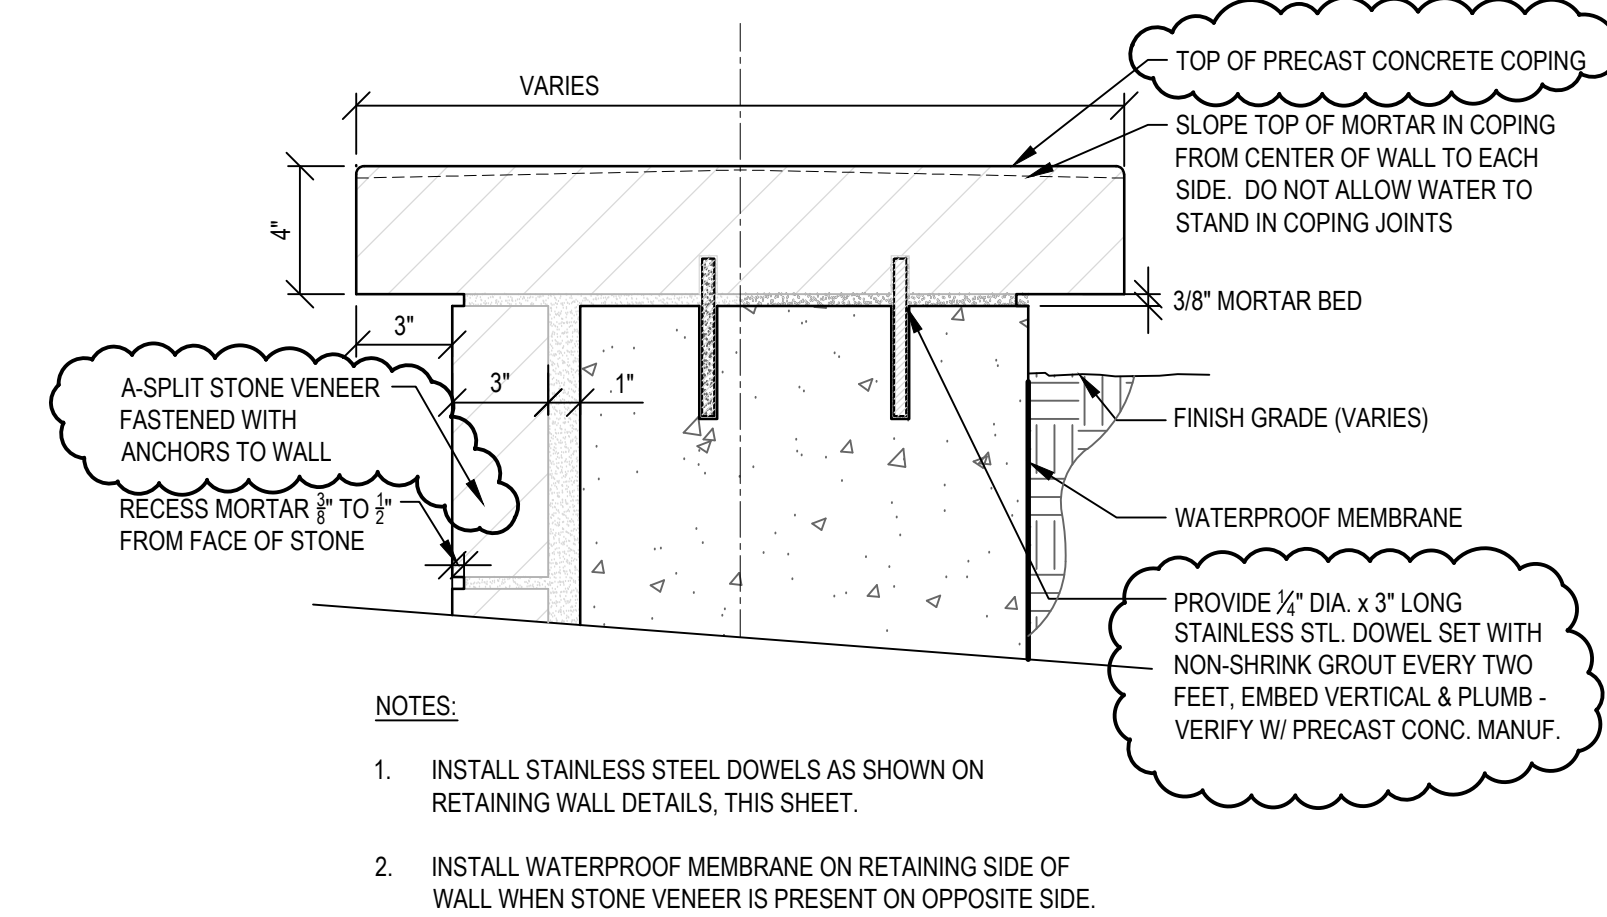 VARIES
TOP OF PRECAST CONCRETE COPING
SLOPE TOP OF MORTAR IN COPING
FROM CENTER OF WALL TO EACH
SIDE. DO NOT ALLOW WATER TO
STAND IN COPING JOINTS
4"
3/8" MORTAR BED
3"
A-SPLIT STONE VENEER
FASTENED WITH
ANCHORS TO WALL
3"
1"
FINISH GRADE (VARIES)
RECESS MORTAR 3/8" TO 1/2"
FROM FACE OF STONE
WATERPROOF MEMBRANE
PROVIDE 1/4" DIA. x 3" LONG
STAINLESS STL. DOWEL SET WITH
NON-SHRINK GROUT EVERY TWO
FEET, EMBED VERTICAL & PLUMB -
VERIFY W/ PRECAST CONC. MANUF.
NOTES:
1. INSTALL STAINLESS STEEL DOWELS AS SHOWN ON
RETAINING WALL DETAILS, THIS SHEET.
2. INSTALL WATERPROOF MEMBRANE ON RETAINING SIDE OF
WALL WHEN STONE VENEER IS PRESENT ON OPPOSITE SIDE.